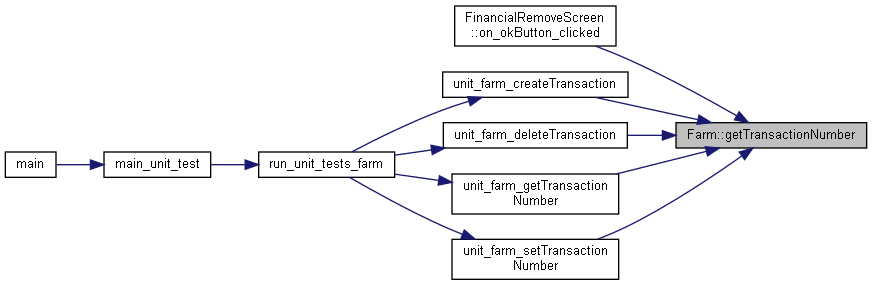 FinancialRemoveScreen
::on_okButton_clicked
unit_farm_createTransaction
Farm::getTransactionNumber
unit_farm_deleteTransaction
main
main_unit_test
run_unit_tests_farm
unit_farm_getTransaction
Number
unit_farm_setTransaction
Number